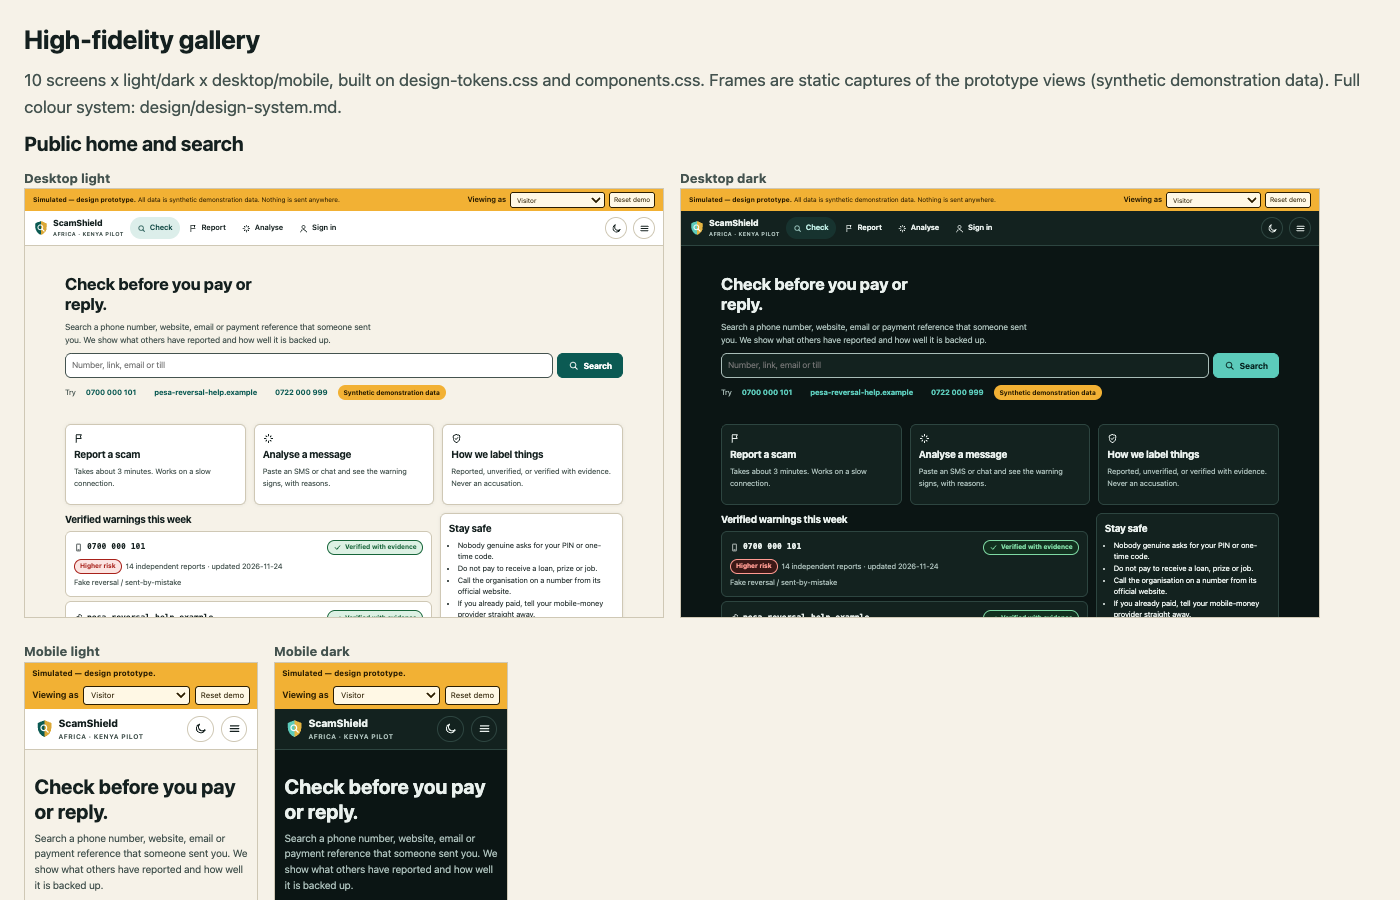 High-fidelity gallery
10 screens x light/dark x desktop/mobile, built on design-tokens.css and components.css. Frames are static captures of the prototype views (synthetic demonstration data). Full
colour system: design/design-system.md.
Public home and search
Desktop light
Simulated — design prototype. All data is synthetic demonstration data. Nothing is sent anywhere.
Viewing as
Visitor
Reset demo
ScamShield
AFRICA · KENYA PILOT
Check
Report
Analyse
Sign in
Check before you pay or
reply.
Search a phone number, website, email or payment reference that someone sent
you. We show what others have reported and how well it is backed up.
Number, link, email or till
Search
Try 0700 000 101 pesa-reversal-help.example 0722 000 999 Synthetic demonstration data
Report a scam
Takes about 3 minutes. Works on a slow
connection.
Analyse a message
Paste an SMS or chat and see the warning
signs, with reasons.
How we label things
Reported, unverified, or verified with evidence.
Never an accusation.
Verified warnings this week
0700 000 101
Verified with evidence
Higher risk 14 independent reports · updated 2026-11-24
Fake reversal / sent-by-mistake
pesa-reversal-help.example
Verified with evidence
Stay safe
Nobody genuine asks for your PIN or one-
time code.
Do not pay to receive a loan, prize or job.
Call the organisation on a number from its
official website.
If you already paid, tell your mobile-money
provider straight away.
Desktop dark
Simulated — design prototype. All data is synthetic demonstration data. Nothing is sent anywhere.
Viewing as
Visitor
Reset demo
ScamShield
AFRICA · KENYA PILOT
Check
Report
Analyse
Sign in
Check before you pay or
reply.
Search a phone number, website, email or payment reference that someone sent
you. We show what others have reported and how well it is backed up.
Number, link, email or till
Search
Try 0700 000 101 pesa-reversal-help.example 0722 000 999 Synthetic demonstration data
Report a scam
Takes about 3 minutes. Works on a slow
connection.
Analyse a message
Paste an SMS or chat and see the warning
signs, with reasons.
How we label things
Reported, unverified, or verified with evidence.
Never an accusation.
Verified warnings this week
0700 000 101
Verified with evidence
Higher risk 14 independent reports · updated 2026-11-24
Fake reversal / sent-by-mistake
pesa-reversal-help.example
Verified with evidence
Stay safe
Nobody genuine asks for your PIN or one-
time code.
Do not pay to receive a loan, prize or job.
Call the organisation on a number from its
official website.
If you already paid, tell your mobile-money
provider straight away.
Mobile light
Simulated — design prototype.
Viewing as
Visitor
Reset demo
ScamShield
AFRICA · KENYA PILOT
Check before you pay
or reply.
Search a phone number, website, email or
payment reference that someone sent you. We
show what others have reported and how well
it is backed up.
Mobile dark
Simulated — design prototype.
Viewing as
Visitor
Reset demo
ScamShield
AFRICA · KENYA PILOT
Check before you pay
or reply.
Search a phone number, website, email or
payment reference that someone sent you. We
show what others have reported and how well
it is backed up.